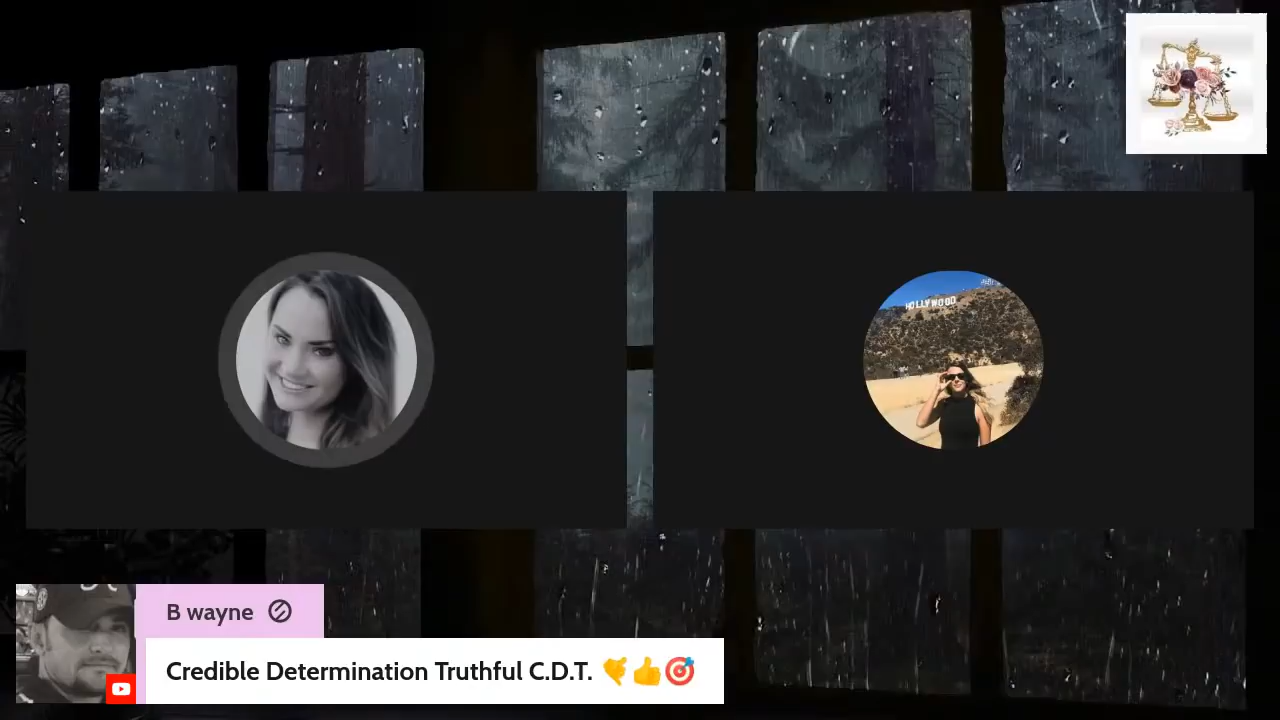 HOLLYWOOD
B wayne
Credible Determination Truthful C.D.T. 🤙👍🎯